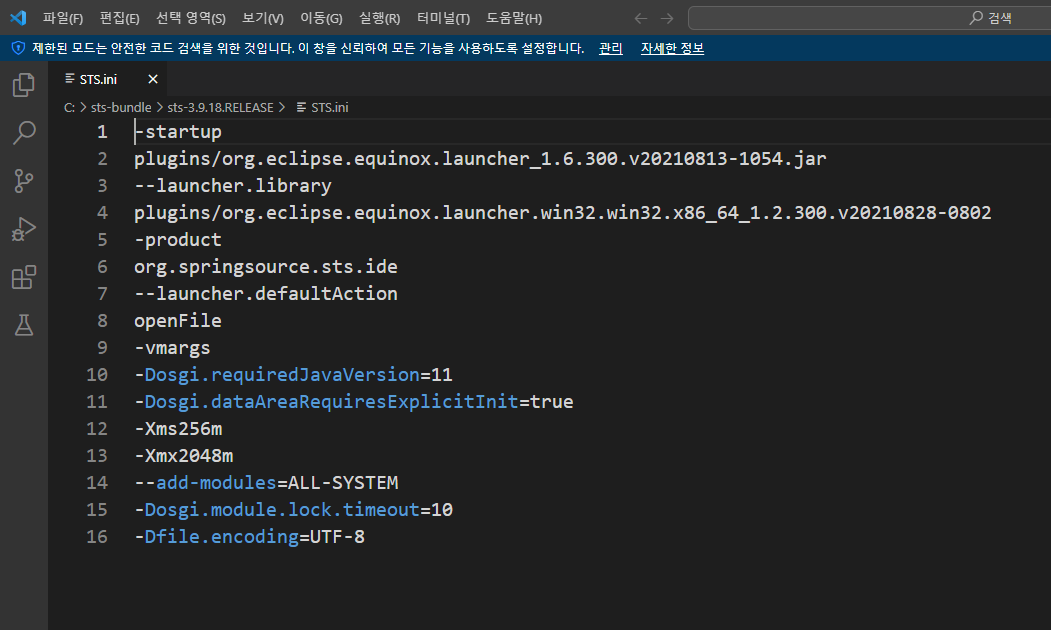 파일(F) 편집(E) 선택 영역(S) 보기(V) 이동(G) 실행(R) 터미널(T) 도움말(H) 검색
제한된 모드는 안전한 코드 검색을 위한 것입니다. 이 창을 신뢰하여 모든 기능을 사용하도록 설정합니다. 관리 자세한 정보
STS.ini
C: > sts-bundle > sts-3.9.18.RELEASE > STS.ini
1 -startup
2 plugins/org.eclipse.equinox.launcher_1.6.300.v20210813-1054.jar
3 --launcher.library
4 plugins/org.eclipse.equinox.launcher.win32.win32.x86_64_1.2.300.v20210828-0802
5 -product
6 org.springsource.sts.ide
7 --launcher.defaultAction
8 openFile
9 -vmargs
10 -Dosgi.requiredJavaVersion=11
11 -Dosgi.dataAreaRequiresExplicitInit=true
12 -Xms256m
13 -Xmx2048m
14 --add-modules=ALL-SYSTEM
15 -Dosgi.module.lock.timeout=10
16 -Dfile.encoding=UTF-8